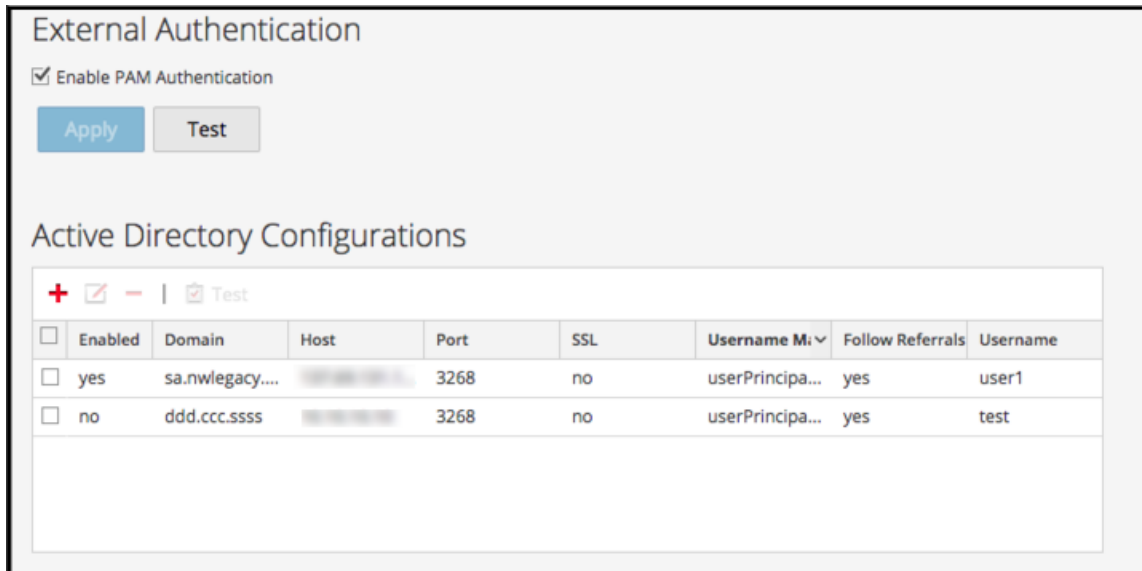 External Authentication
Enable PAM Authentication
Apply Test
Active Directory Configurations
Test
Enabled Domain Host Port SSL Username Ma Follow Referrals Username
yes sa.nwlegacy.... 3268 no userPrincipa... yes user1
no ddd.ccc.ssss 3268 no userPrincipa... yes test